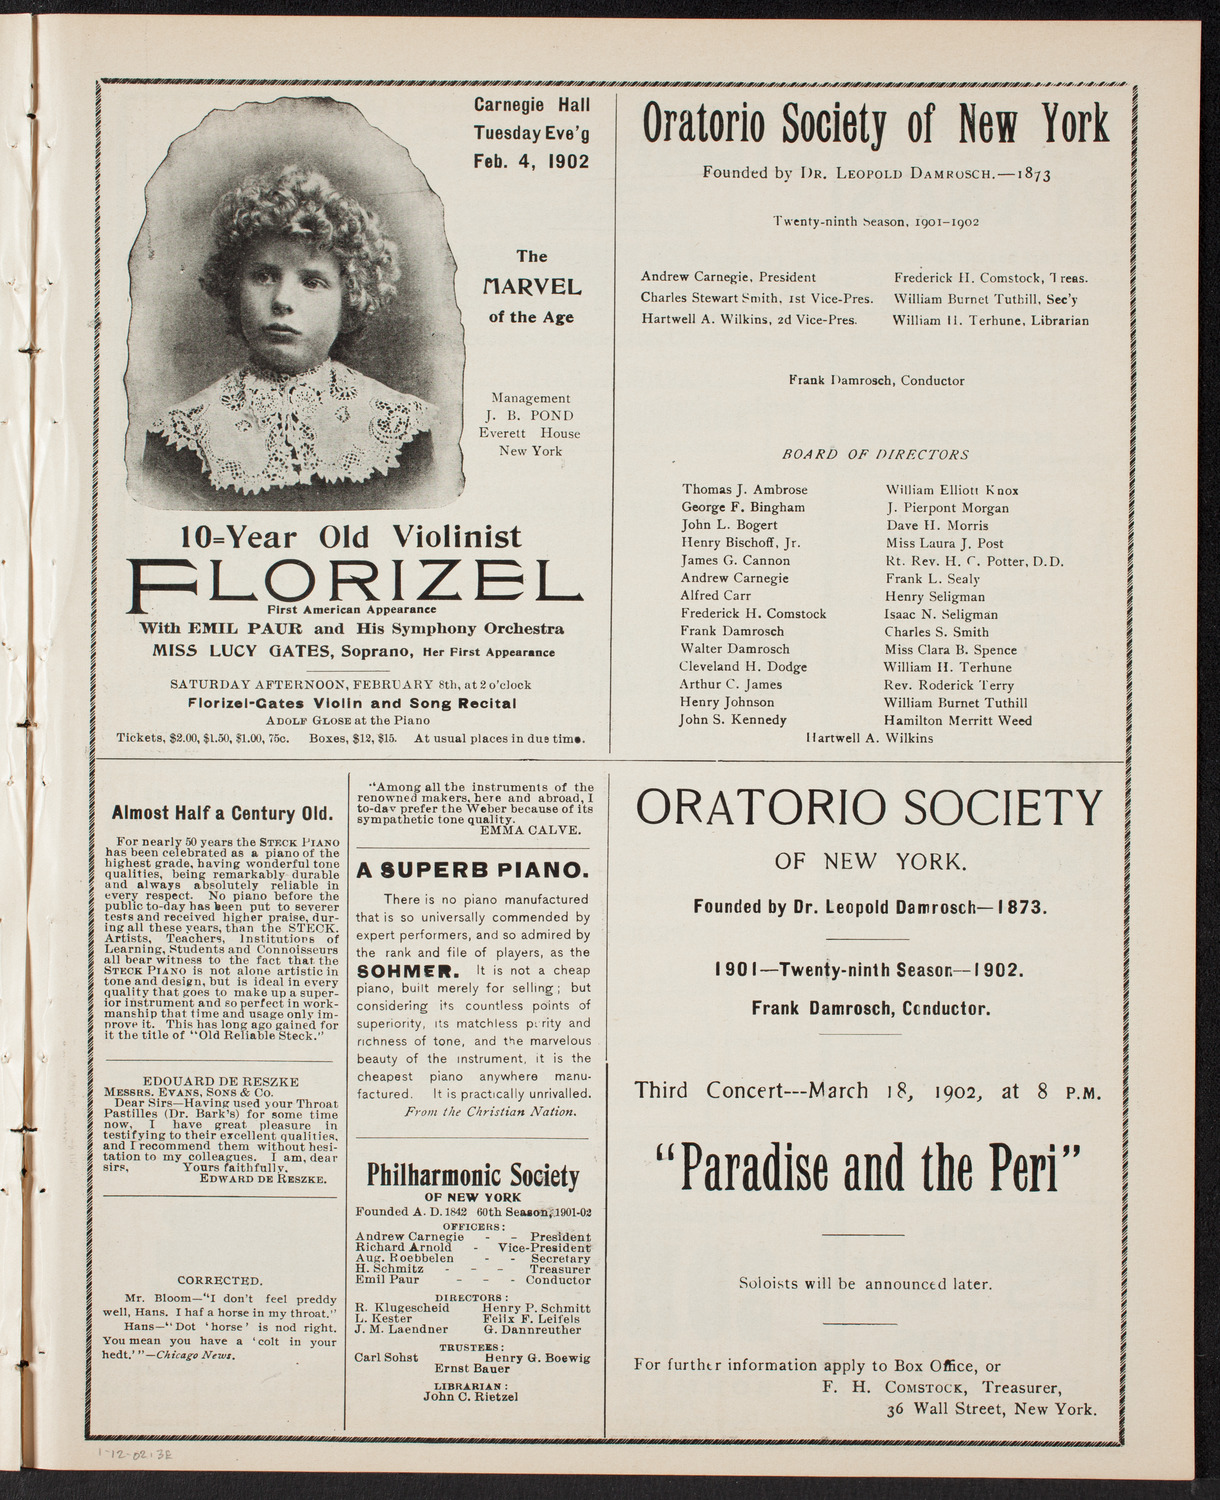 Carnegie Hall
Tuesday Eve'g
Feb. 4, 1902
The
MARVEL
of the Age
Management
J. B. POND
Everett House
New York
10=Year Old Violinist
FLORIZEL
First American Appearance
With EMIL PAUR and His Symphony Orchestra
MISS LUCY GATES, Soprano, Her First Appearance
SATURDAY AFTERNOON, FEBRUARY 8th, at 2 o'clock
Florizel-Gates Violin and Song Recital
ADOLF GLOSE at the Piano
Tickets, $2.00, $1.50, $1.00, 75c. Boxes, $12, $15. At usual places in due time.
Oratorio Society of New York
Founded by DR. LEOPOLD DAMROSCH.—1873
Twenty-ninth Season, 1901-1902
Andrew Carnegie, President
Charles Stewart Smith, 1st Vice-Pres.
Hartwell A. Wilkins, 2d Vice-Pres.
Frederick H. Comstock, Treas.
William Burnet Tuthill, Sec'y
William H. Terhune, Librarian
Frank Damrosch, Conductor
BOARD OF DIRECTORS
Thomas J. Ambrose
George F. Bingham
John L. Bogert
Henry Bischoff, Jr.
James G. Cannon
Andrew Carnegie
Alfred Carr
Frederick H. Comstock
Frank Damrosch
Walter Damrosch
Cleveland H. Dodge
Arthur C. James
Henry Johnson
John S. Kennedy
William Elliott Knox
J. Pierpont Morgan
Dave H. Morris
Miss Laura J. Post
Rt. Rev. H. C. Potter, D.D.
Frank L. Sealy
Henry Seligman
Isaac N. Seligman
Charles S. Smith
Miss Clara B. Spence
William H. Terhune
Rev. Roderick Terry
William Burnet Tuthill
Hamilton Merritt Weed
Hartwell A. Wilkins
Almost Half a Century Old.
For nearly 50 years the STECK PIANO
has been celebrated as a piano of the
highest grade, having wonderful tone
qualities, being remarkably durable
and always absolutely reliable in
every respect. No piano before the
public to-day has been put to severer
tests and received higher praise, dur-
ing all these years, than the STECK.
Artists, Teachers, Institutions of
Learning, Students and Connoisseurs
all bear witness to the fact that the
STECK PIANO is not alone artistic in
tone and design, but is ideal in every
quality that goes to make up a super-
ior instrument and so perfect in work-
manship that time and usage only im-
prove it. This has long ago gained for
it the title of "Old Reliable Steck."
EDOUARD DE RESZKE
MESSRS. EVANS, SONS & CO.
Dear Sirs—Having used your Throat
Pastilles (Dr. Bark's) for some time
now, I have great pleasure in
testifying to their excellent qualities,
and I recommend them without hesi-
tation to my colleagues. I am, dear
sirs, Yours faithfully,
EDWARD DE RESZKE.
CORRECTED.
Mr. Bloom—"I don't feel preddy
well, Hans. I haf a horse in my throat."
Hans—"Dot 'horse' is nod right.
You mean you have a 'colt in your
hedt.'"—Chicago News.
"Among all the instruments of the
renowned makers, here and abroad, I
to-day prefer the Weber because of its
sympathetic tone quality.
EMMA CALVE.
A SUPERB PIANO.
There is no piano manufactured
that is so universally commended by
expert performers, and so admired by
the rank and file of players, as the
SOHMER. It is not a cheap
piano, built merely for selling; but
considering its countless points of
superiority, its matchless purity and
richness of tone, and the marvelous
beauty of the instrument, it is the
cheapest piano anywhere manu-
factured. It is practically unrivalled.
From the Christian Nation.
Philharmonic Society
OF NEW YORK
Founded A. D. 1842 60th Season, 1901-02
OFFICERS:
Andrew Carnegie - - President
Richard Arnold - Vice-President
Aug. Roebbelen - - Secretary
H. Schmitz - - - Treasurer
Emil Paur - - - Conductor
DIRECTORS:
R. Klugescheid Henry P. Schmitt
L. Kester Felix F. Leifels
J. M. Laendner G. Dannreuther
TRUSTEES:
Carl Sohst Henry G. Boewig
Ernst Bauer
LIBRARIAN:
John C. Rietzel
ORATORIO SOCIETY
OF NEW YORK.
Founded by Dr. Leopold Damrosch—1873.
1901—Twenty-ninth Season—1902.
Frank Damrosch, Conductor.
Third Concert---March 18, 1902, at 8 P.M.
"Paradise and the Peri"
Soloists will be announced later.
For further information apply to Box Office, or
F. H. COMSTOCK, Treasurer,
36 Wall Street, New York.
1-12-02:3E